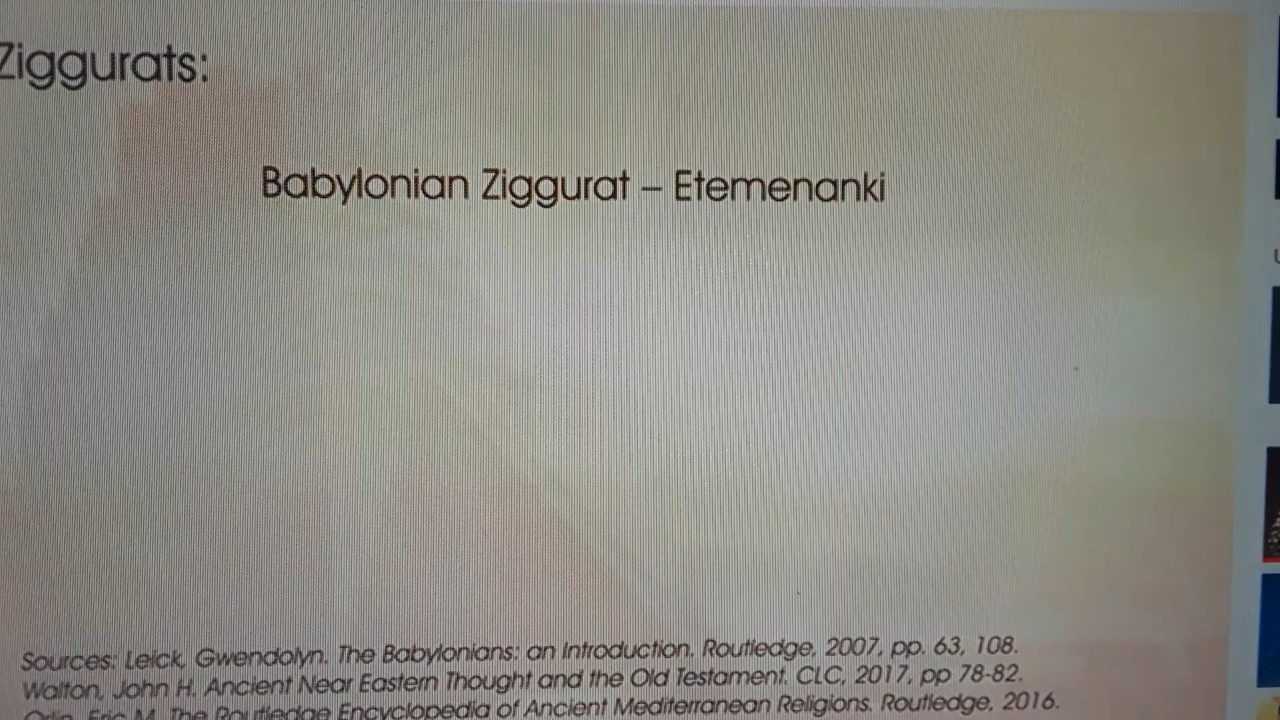 Ziggurats:
Babylonian Ziggurat – Etemenanki
Sources: Leick, Gwendolyn. The Babylonians: an Introduction. Routledge, 2007, pp. 63, 108.
Walton, John H. Ancient Near Eastern Thought and the Old Testament. CLC, 2017, pp 78-82.
Orlin, Eric M. The Routledge Encyclopedia of Ancient Mediterranean Religions. Routledge, 2016.